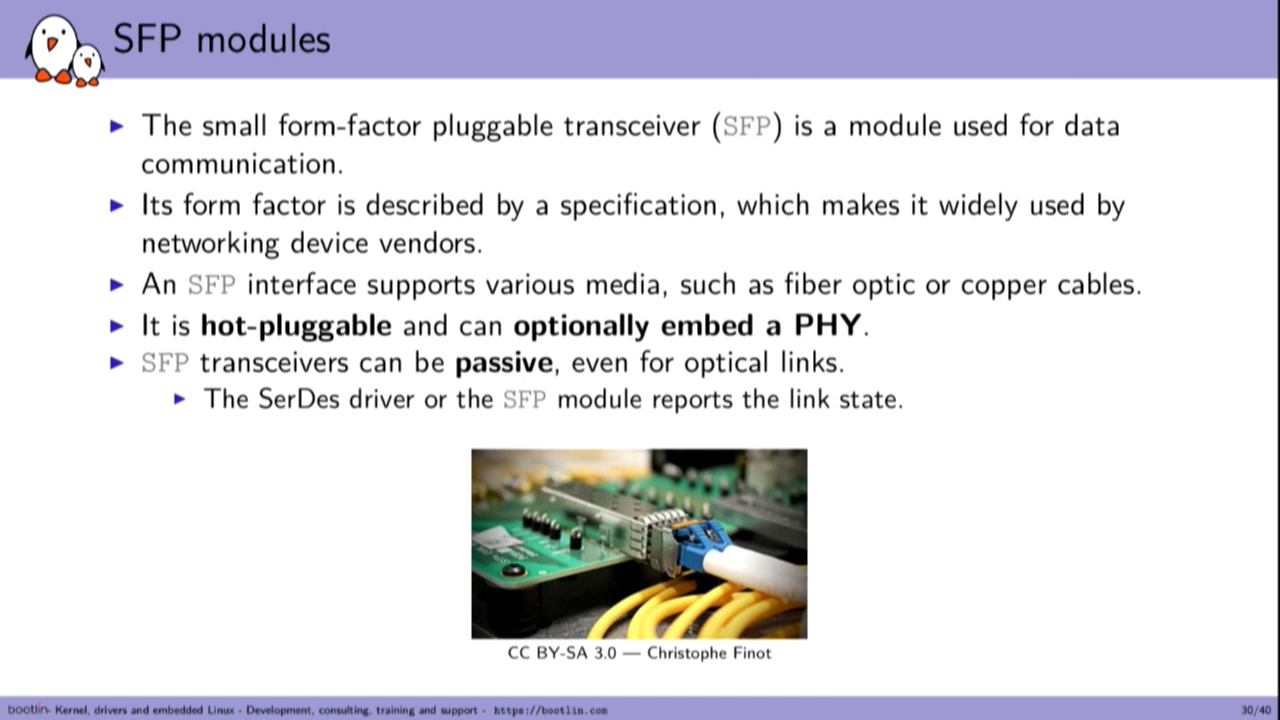 SFP modules
The small form-factor pluggable transceiver (SFP) is a module used for data
communication.
Its form factor is described by a specification, which makes it widely used by
networking device vendors.
An SFP interface supports various media, such as fiber optic or copper cables.
It is hot-pluggable and can optionally embed a PHY.
SFP transceivers can be passive, even for optical links.
The SerDes driver or the SFP module reports the link state.
CC BY-SA 3.0 — Christophe Finot
bootlin - Kernel, drivers and embedded Linux - Development, consulting, training and support - https://bootlin.com
30/40